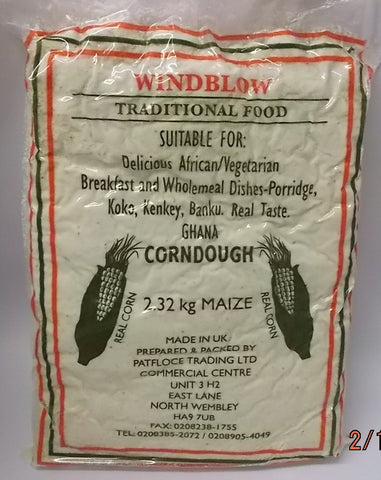 WINDBLOW
TRADITIONAL FOOD
SUITABLE FOR:
Delicious African/Vegetarian
Breakfast and Wholemeal Dishes-Porridge,
Koko, Kenkey, Banku. Real Taste.
GHANA
CORNDOUGH
2.32 kg MAIZE
REAL CORN
REAL CORN
MADE IN UK
PREPARED & PACKED BY
PATFLOCE TRADING LTD
COMMERCIAL CENTRE
UNIT 3 H2
EAST LANE
NORTH WEMBLEY
HA9 7UB
FAX: 0208238-1755
TEL: 0208385-2072 / 0208905-4049
2/1